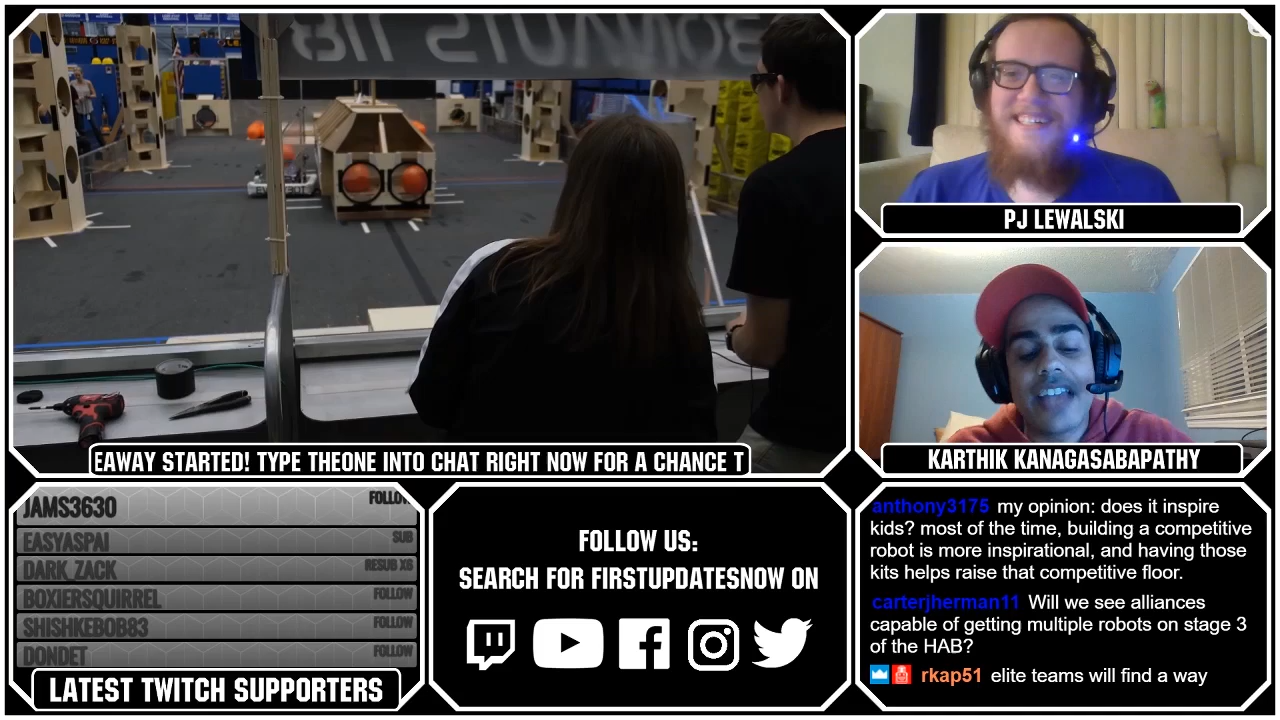 PJ LEWALSKI
KARTHIK KANAGASABAPATHY
EAWAY STARTED! TYPE THEONE INTO CHAT RIGHT NOW FOR A CHANCE T
JAMS3630 FOLLOW
EASYASPAI SUB
DARK_ZACK RESUB X6
BOXIERSQUIRREL FOLLOW
SHISHKEBOB83 FOLLOW
DONDET FOLLOW
LATEST TWITCH SUPPORTERS
FOLLOW US:
SEARCH FOR FIRSTUPDATESNOW ON
anthony3175 my opinion: does it inspire
kids? most of the time, building a competitive
robot is more inspirational, and having those
kits helps raise that competitive floor.
carterjherman11 Will we see alliances
capable of getting multiple robots on stage 3
of the HAB?
rkap51 elite teams will find a way